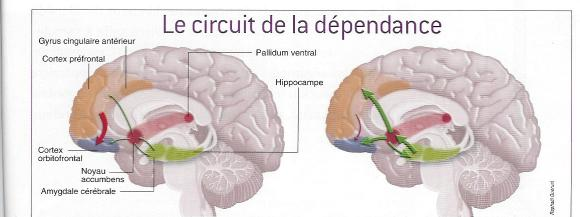 Le circuit de la dépendance
Gyrus cingulaire antérieur
Cortex préfrontal
Pallidum ventral
Hippocampe
Cortex
orbitofrontal
Noyau
accumbens
Amygdale cérébrale